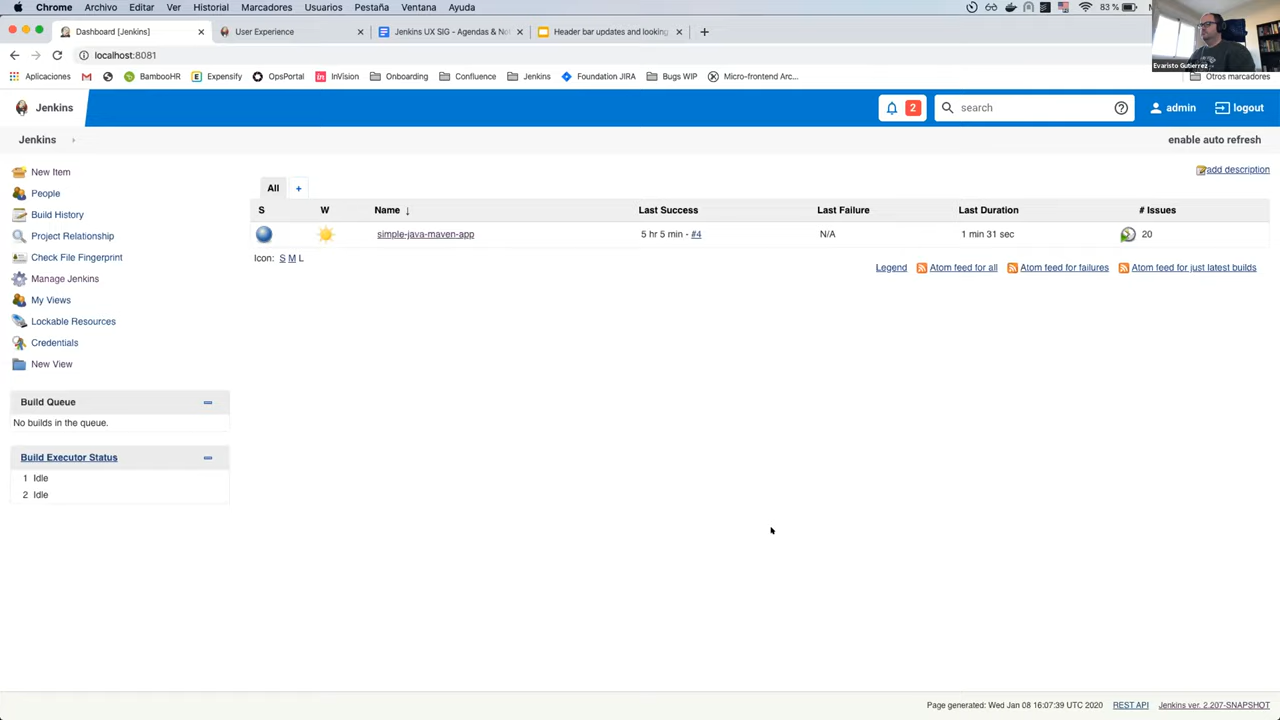 Chrome Archivo Editar Ver Historial Marcadores Usuarios Pestaña Ventana Ayuda 83 %
Dashboard [Jenkins] User Experience Jenkins UX SIG - Agendas & No Header bar updates and looking
localhost:8081
Aplicaciones BambooHR Expensify OpsPortal InVision Onboarding Confluence Jenkins Foundation JIRA Bugs WIP Micro-frontend Arc... Otros marcadores
Evaristo Gutierrez
Jenkins 2 search admin logout
Jenkins enable auto refresh
add description
New Item
People
Build History
Project Relationship
Check File Fingerprint
Manage Jenkins
My Views
Lockable Resources
Credentials
New View
Build Queue
No builds in the queue.
Build Executor Status
1 Idle
2 Idle
All +
S W Name ↓ Last Success Last Failure Last Duration # Issues
simple-java-maven-app 5 hr 5 min - #4 N/A 1 min 31 sec 20
Icon: S M L
Legend Atom feed for all Atom feed for failures Atom feed for just latest builds
Page generated: Wed Jan 08 16:07:39 UTC 2020 REST API Jenkins ver. 2.207-SNAPSHOT